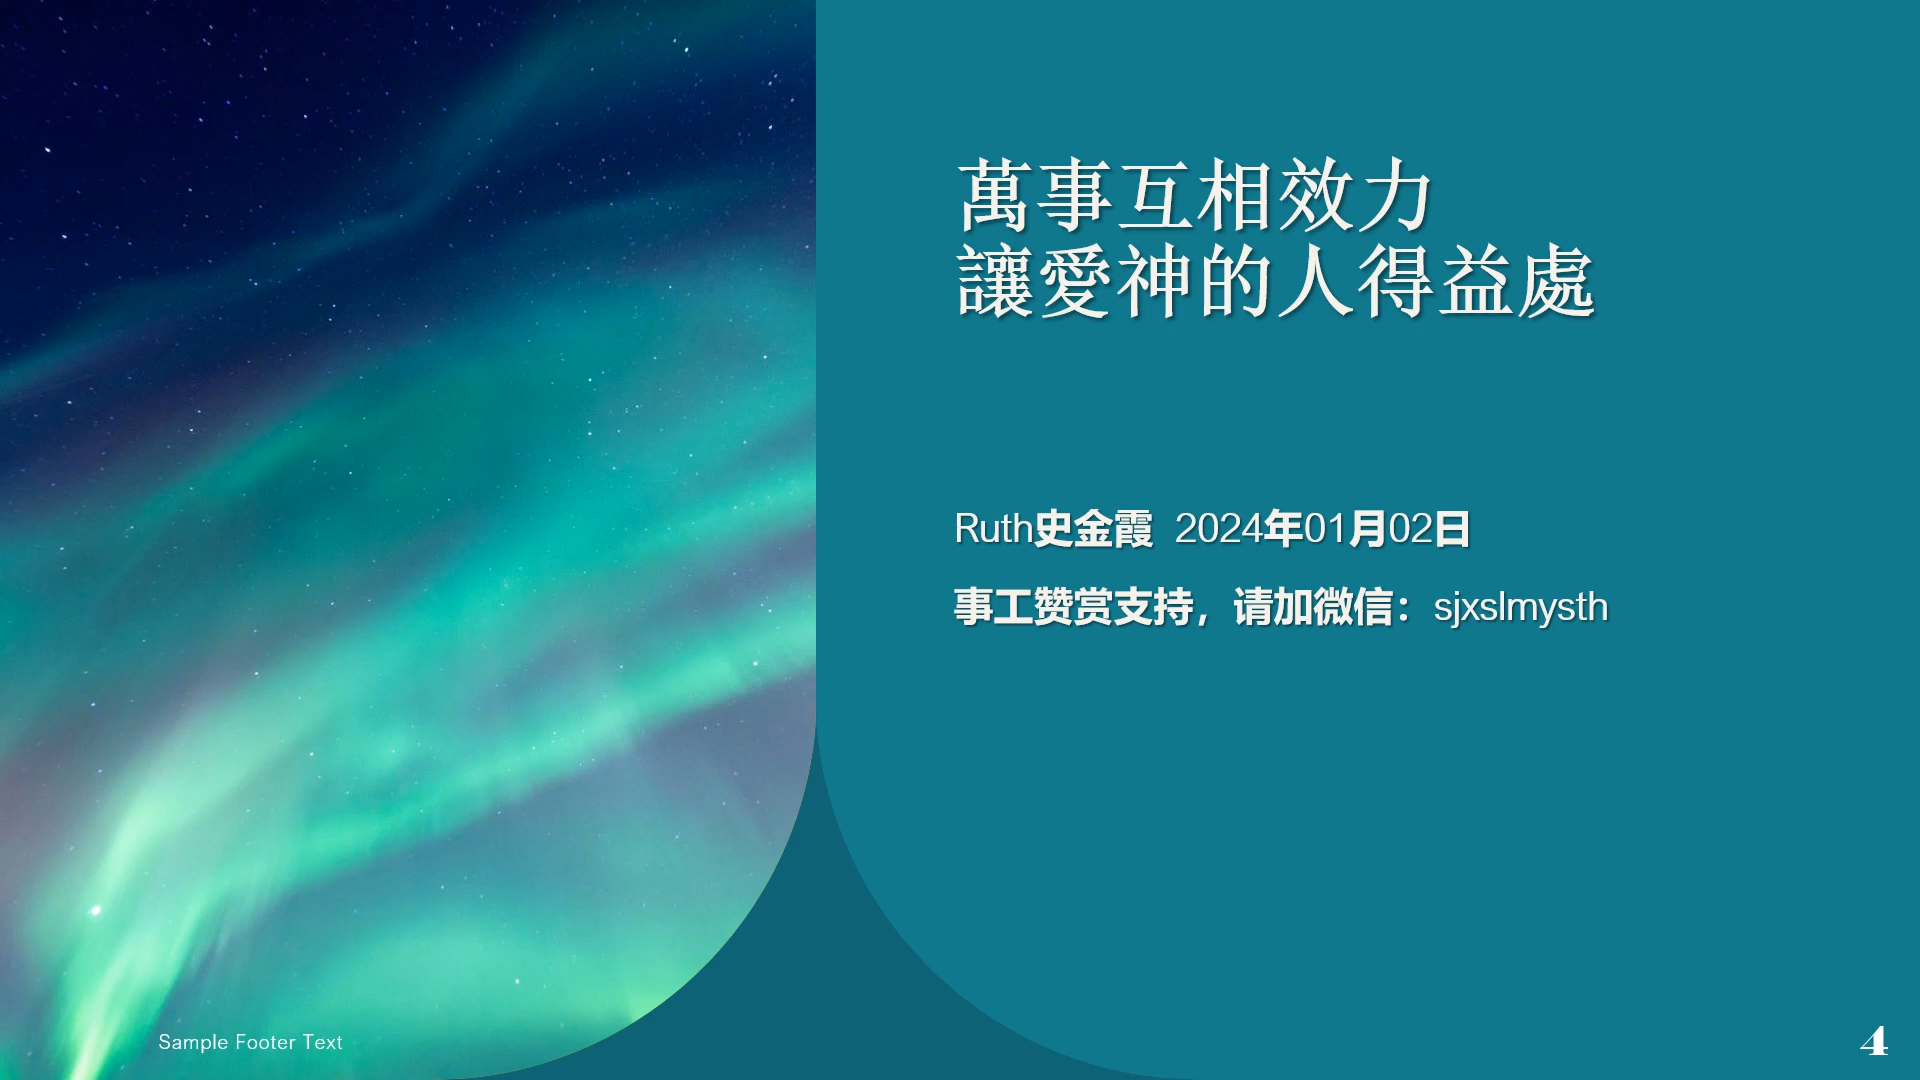 萬事互相效力
讓愛神的人得益處
Ruth史金霞 2024年01月02日
事工赞赏支持，请加微信：sjxslmysth
Sample Footer Text
4